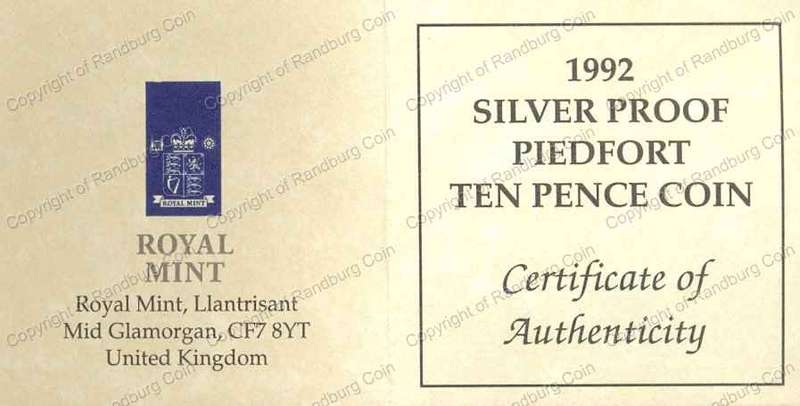 ROYAL MINT
ROYAL
MINT
Royal Mint, Llantrisant
Mid Glamorgan, CF7 8YT
United Kingdom
1992
SILVER PROOF
PIEDFORT
TEN PENCE COIN
Certificate of
Authenticity
Copyright of Randburg Coin